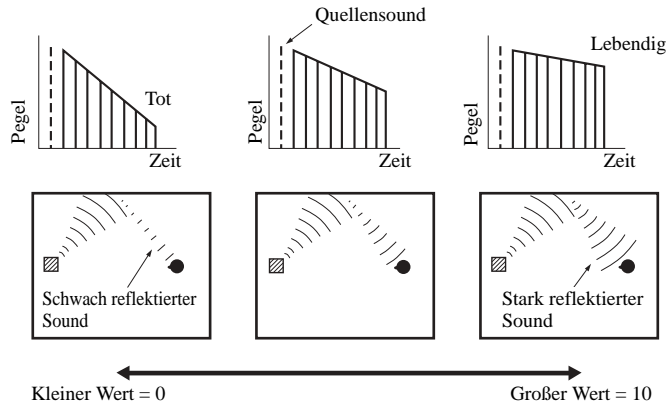 Quellensound
Pegel
Tot
Zeit
Pegel
Zeit
Pegel
Lebendig
Zeit
Schwach reflektierter
Sound
Stark reflektierter
Sound
Kleiner Wert = 0
Großer Wert = 10